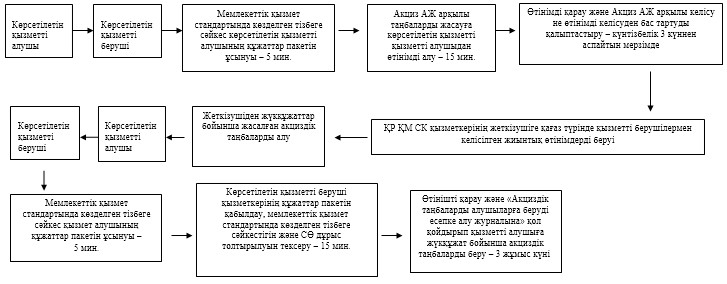 Көрсетілетін
қызметті
алушы
Көрсетілетін
қызметті
беруші
Мемлекеттік қызмет
стандартында көзделген тізбеге
сәйкес көрсетілетін қызметті
алушының құжаттар пакетін
ұсынуы – 5 мин.
Акциз АЖ арқылы
таңбаларды жасауға
көрсетілетін қызметті
қызметті алушыдан
өтінімді алу – 15 мин.
Өтінімді қарау және Акциз АЖ арқылы келісу
не өтінімді келісуден бас тартуды
қалыптастыру – күнтізбелік 3 күннен
аспайтын мерзімде
Көрсетілетін
қызметті
беруші
Көрсетілетін
қызметті
алушы
Жеткізушіден жүкқұжаттар
бойынша жасалған акциздік
таңбаларды алу
ҚР ҚМ СК қызметкерінің жеткізушіге қағаз түрінде қызметті берушілермен
келісілген жиынтық өтінімдерді беруі
Мемлекеттік қызмет
стандартында көзделген тізбеге
сәйкес қызмет алушының
құжаттар пакетін ұсынуы –
5 мин.
Көрсетілетін қызметті беруші
қызметкерінің құжаттар пакетін
қабылдау, мемлекеттік қызмет
стандартында көзделген тізбеге
сәйкестігін және СӨ дұрыс
толтырылуын тексеру – 15 мин.
Өтінішті қарау және «Акциздік
таңбаларды алушыларға беруді
есепке алу журналына» қол
қойдырып қызметті алушыға
жүкқұжат бойынша акциздік
таңбаларды беру – 3 жұмыс күні